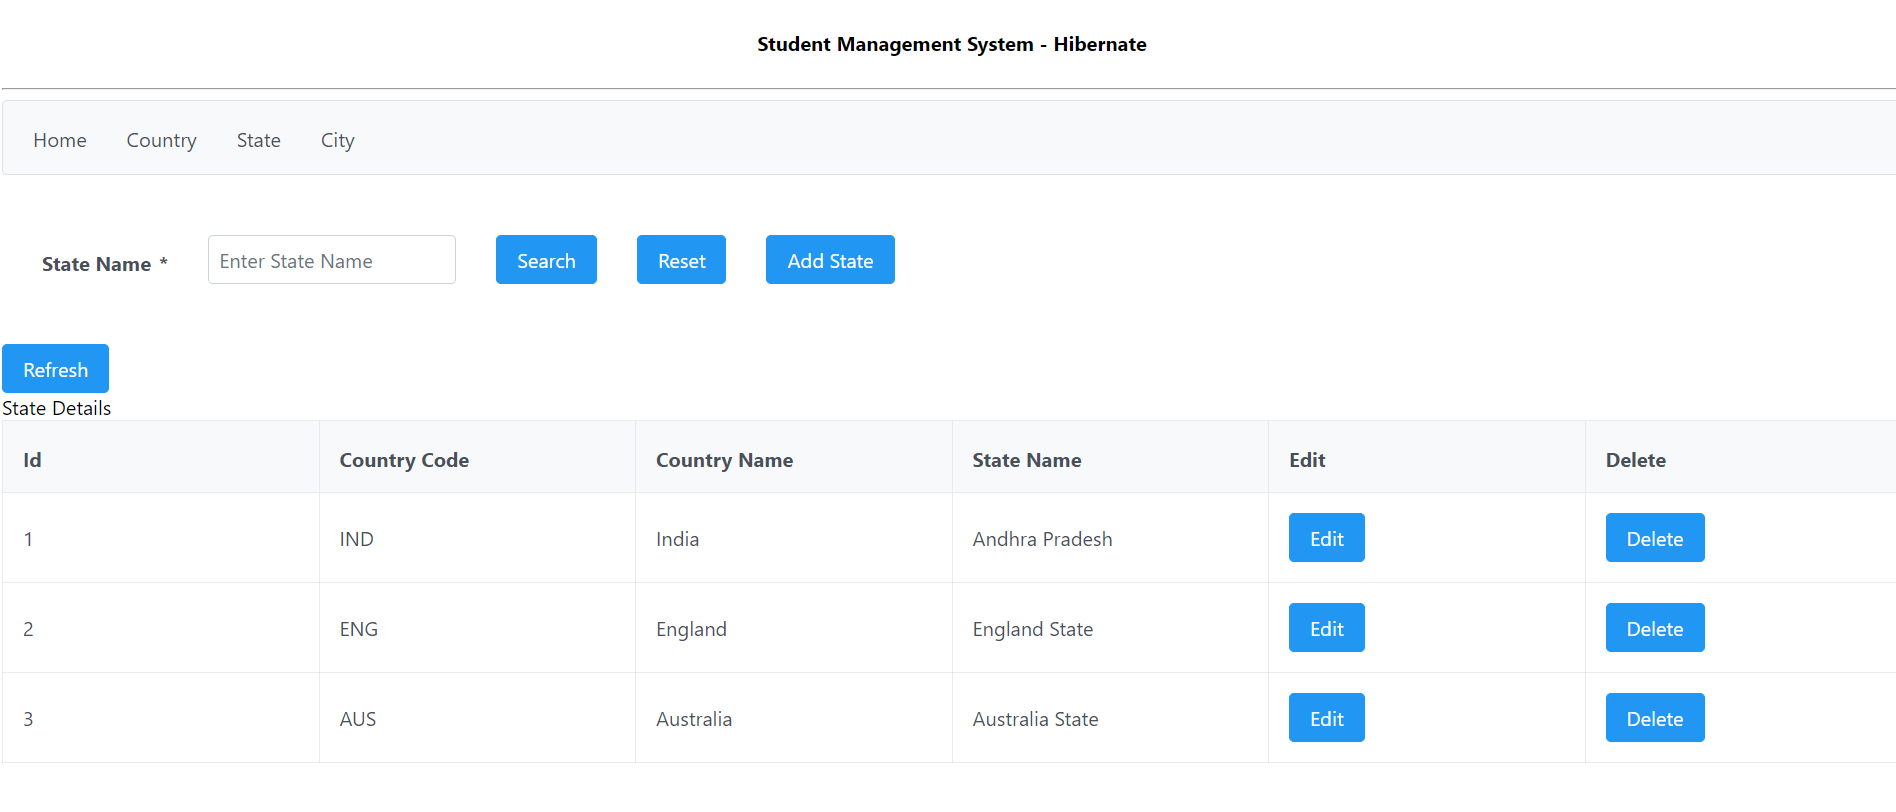 Student Management System - Hibernate
Home Country State City
State Name * Enter State Name Search Reset Add State
Refresh
State Details
Id Country Code Country Name State Name Edit Delete
1 IND India Andhra Pradesh Edit Delete
2 ENG England England State Edit Delete
3 AUS Australia Australia State Edit Delete